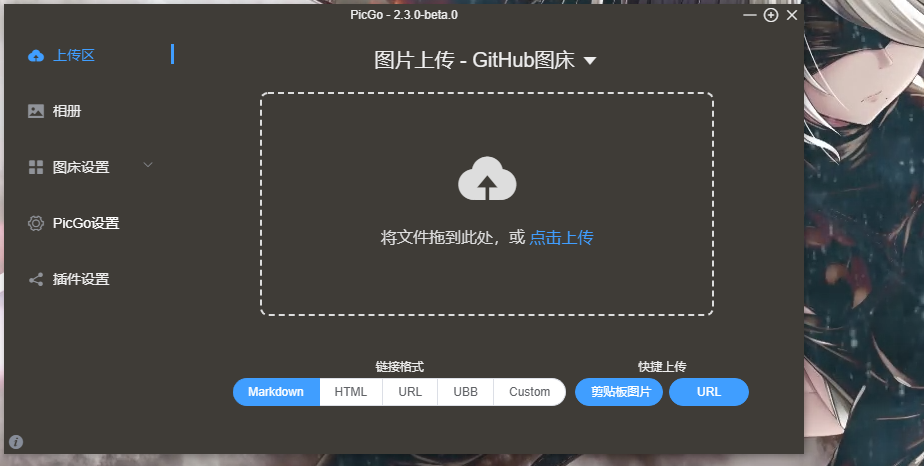 PicGo - 2.3.0-beta.0
上传区
相册
图床设置
PicGo设置
插件设置
图片上传 - GitHub图床
将文件拖到此处，或 点击上传
链接格式
Markdown HTML URL UBB Custom
快捷上传
剪贴板图片 URL